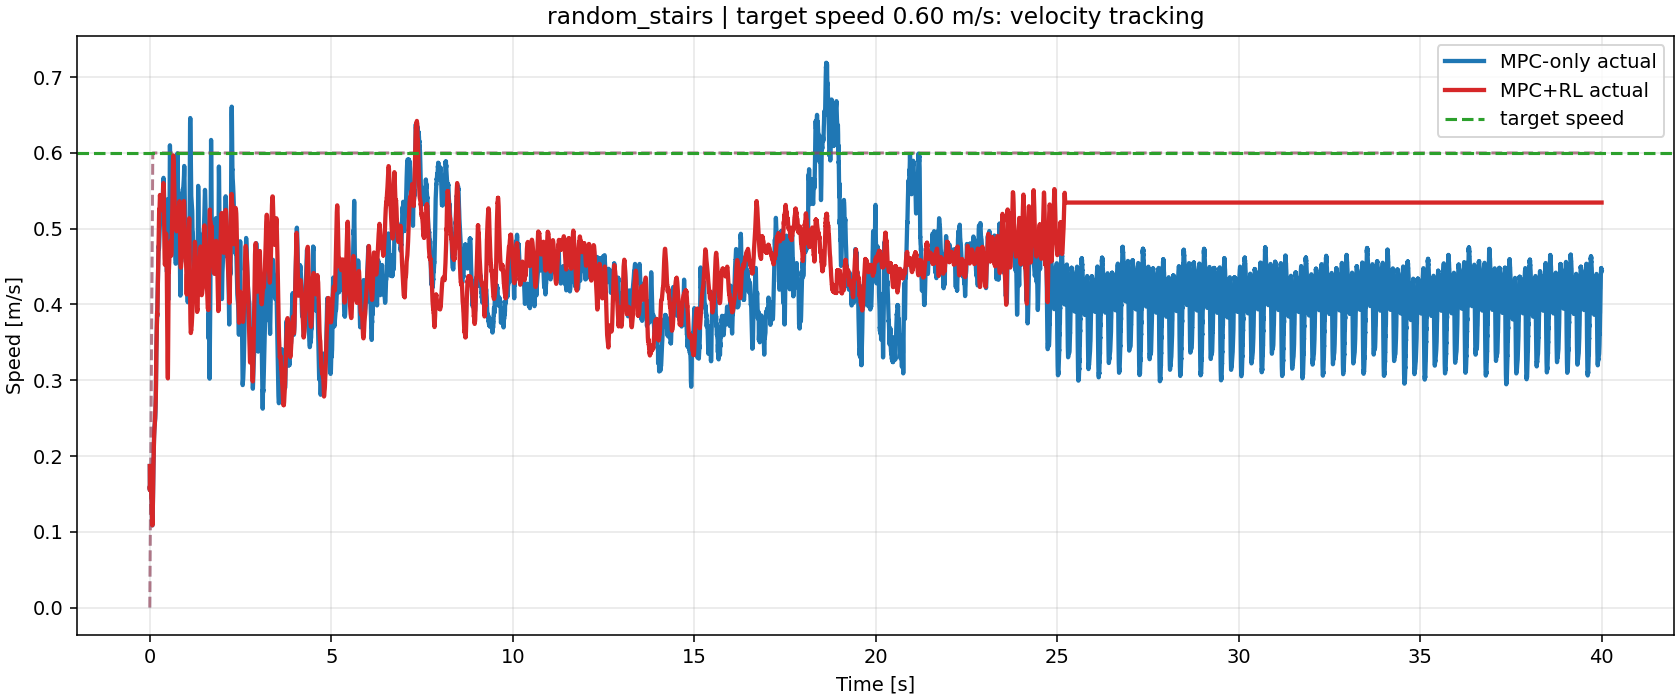 random_stairs | target speed 0.60 m/s: velocity tracking
MPC-only actual
MPC+RL actual
target speed
Speed [m/s]
0.7
0.6
0.5
0.4
0.3
0.2
0.1
0.0
0 5 10 15 20 25 30 35 40
Time [s]